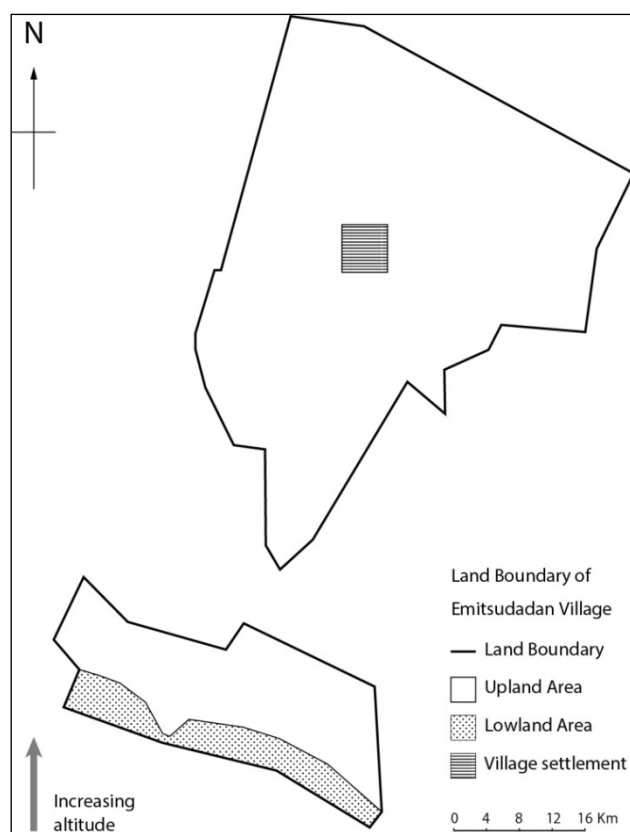 N
Land Boundary of
Emitsudadan Village
Land Boundary
Upland Area
Lowland Area
Village settlement
Increasing
altitude
0 4 8 12 16 Km